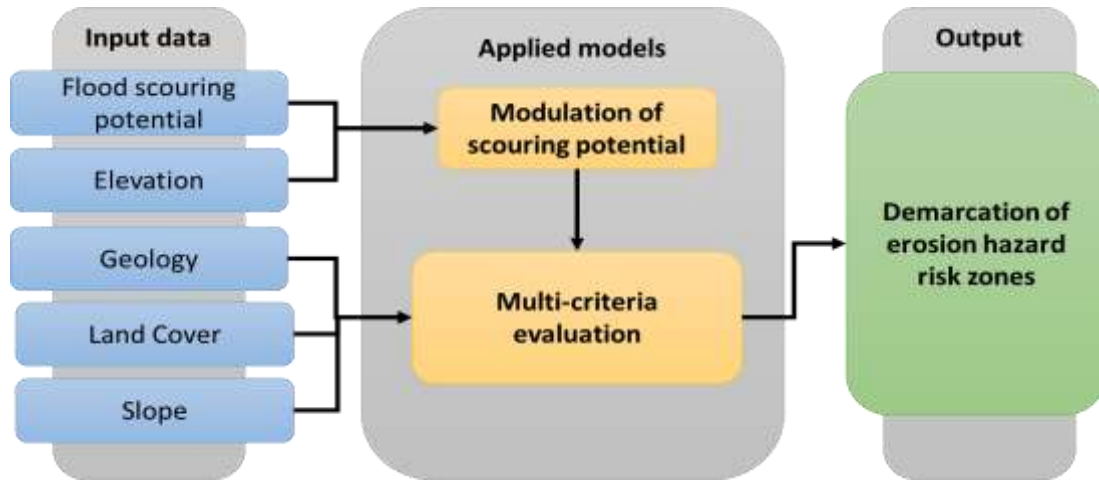 Input data
Flood scouring
potential
Elevation
Geology
Land Cover
Slope
Applied models
Modulation of
scouring potential
Multi-criteria
evaluation
Output
Demarcation of
erosion hazard
risk zones